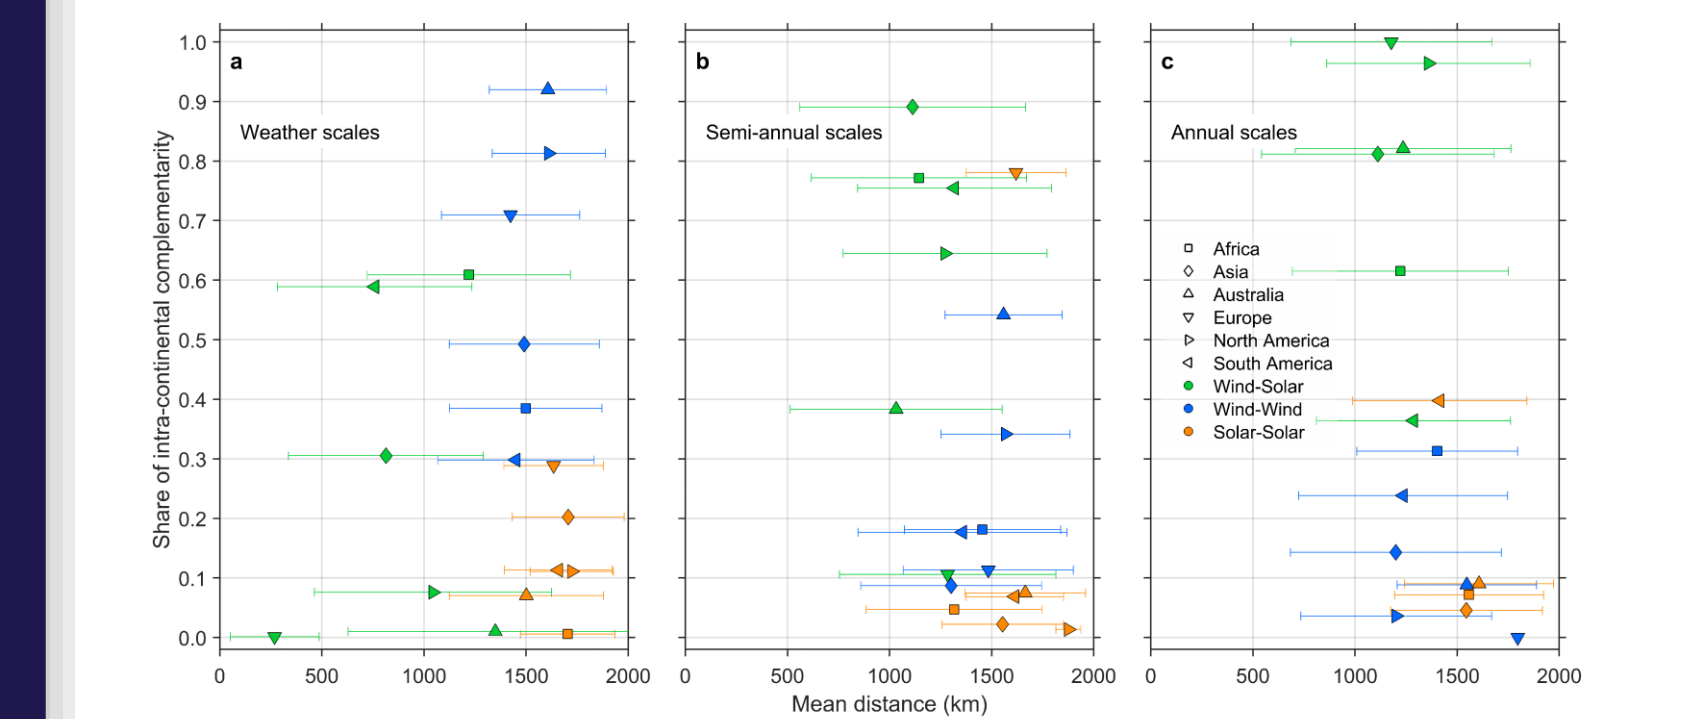 a
b
c
Weather scales
Semi-annual scales
Annual scales
Share of intra-continental complementarity
1.0
0.9
0.8
0.7
0.6
0.5
0.4
0.3
0.2
0.1
0.0
Africa
Asia
Australia
Europe
North America
South America
Wind-Solar
Wind-Wind
Solar-Solar
0 500 1000 1500 2000
0 500 1000 1500 2000
0 500 1000 1500 2000
Mean distance (km)